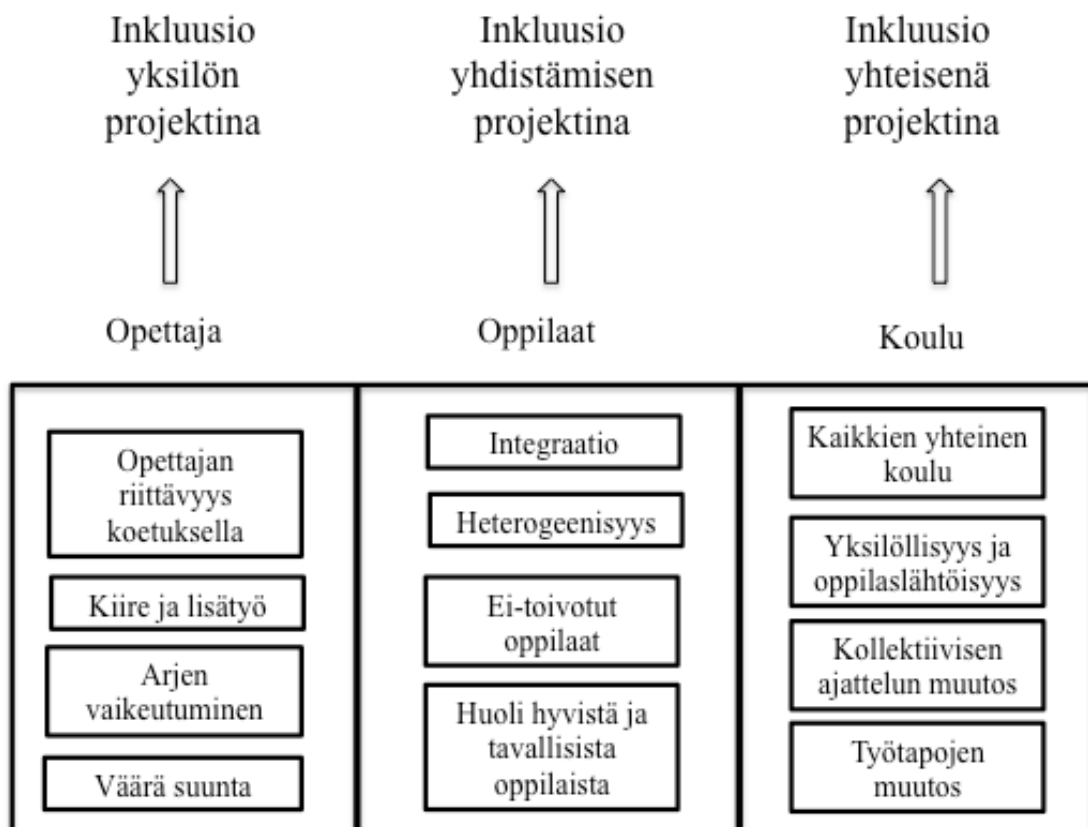 Inkluusio
yksilön
projektina
Inkluusio
yhdistämisen
projektina
Inkluusio
yhteisenä
projektina
Opettaja
Oppilaat
Koulu
Opettajan
riittävyys
koetuksella
Kiire ja lisätyö
Arjen
vaikeutuminen
Väärä suunta
Integraatio
Heterogeenisyys
Ei-toivotut
oppilaat
Huoli hyvistä ja
tavallisista
oppilaista
Kaikkien yhteinen
koulu
Yksilöllisyys ja
oppilaslähtöisyys
Kollektiivisen
ajattelun muutos
Työtapojen
muutos